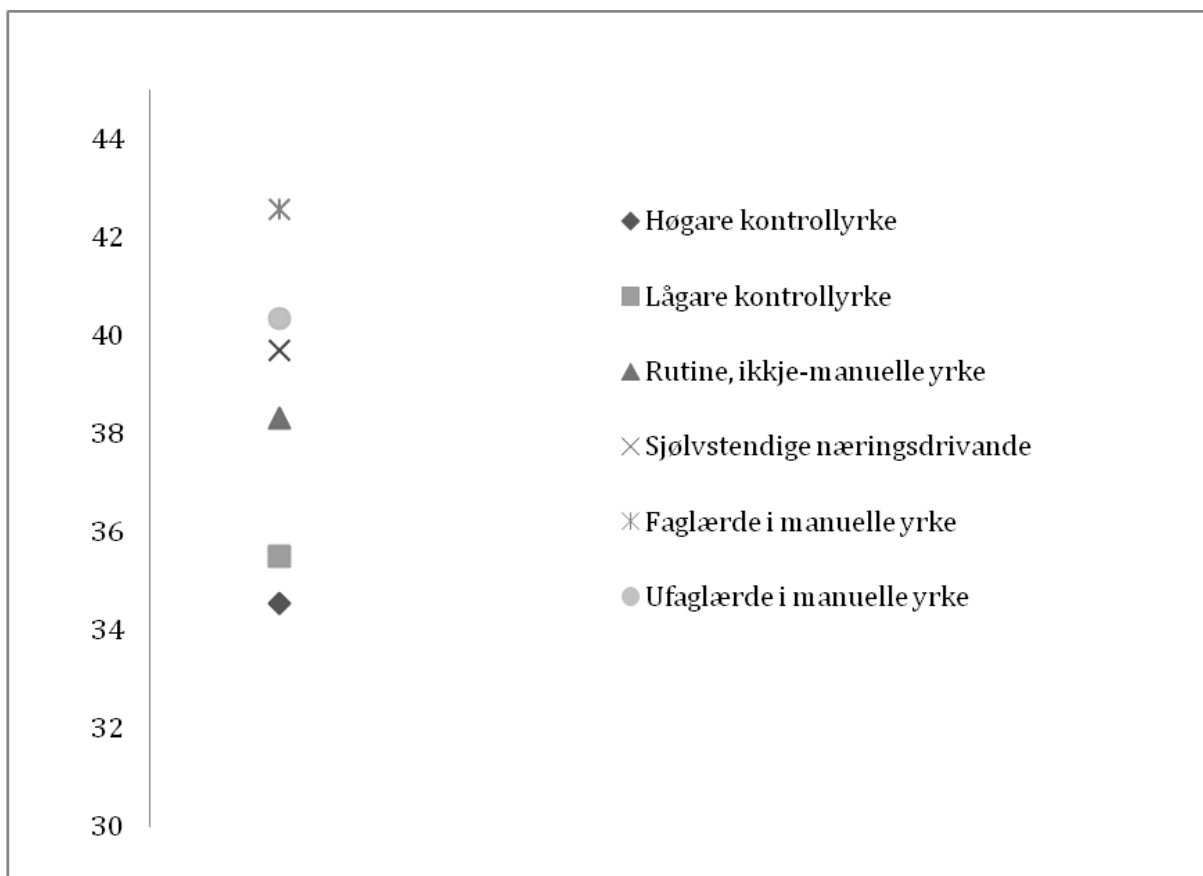 44
42
40
38
36
34
32
30
Høgare kontrollyrke
Lågare kontrollyrke
Rutine, ikkje-manuelle yrke
Sjølvstendige næringsdrivande
Faglærde i manuelle yrke
Ufaglærde i manuelle yrke